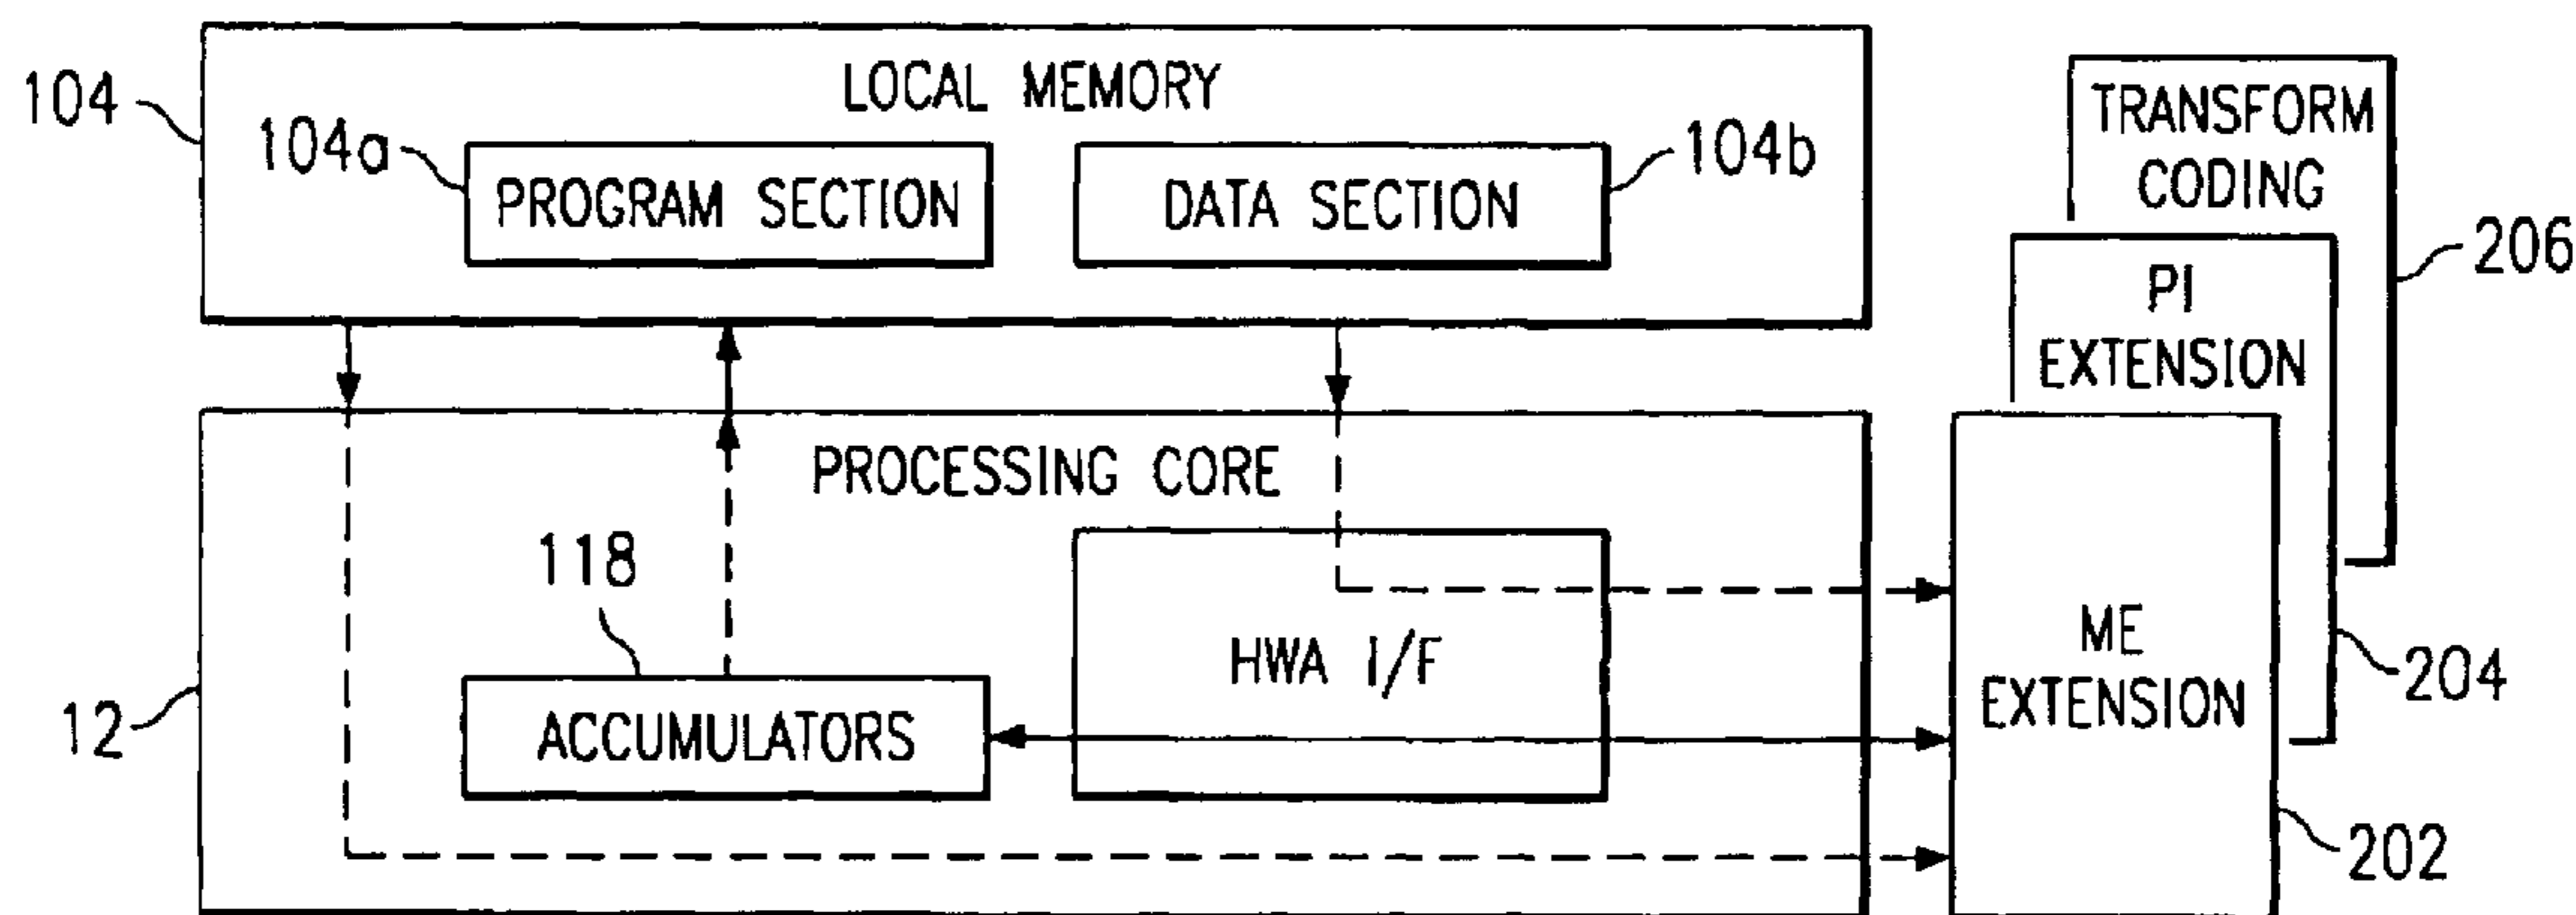 LOCAL MEMORY
104
104a
PROGRAM SECTION
DATA SECTION
104b
TRANSFORM
CODING
206
PI
EXTENSION
204
PROCESSING CORE
12
118
ACCUMULATORS
HWA I/F
ME
EXTENSION
202